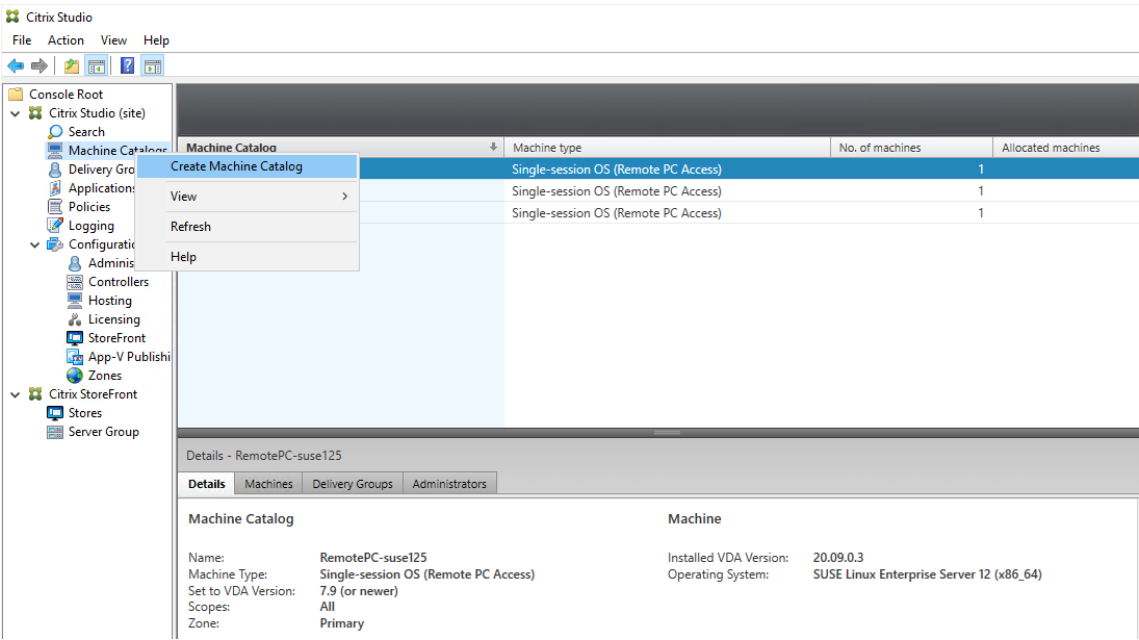 Citrix Studio
File Action View Help
Console Root
Citrix Studio (site)
Search
Machine Catalogs
Delivery Gro
Applications
Policies
Logging
Configuratio
Adminis
Controllers
Hosting
Licensing
StoreFront
App-V Publishi
Zones
Citrix StoreFront
Stores
Server Group
Create Machine Catalog
View
Refresh
Help
Machine Catalog Machine type No. of machines Allocated machines
Single-session OS (Remote PC Access) 1
Single-session OS (Remote PC Access) 1
Single-session OS (Remote PC Access) 1
Details - RemotePC-suse125
Details Machines Delivery Groups Administrators
Machine Catalog
Name: RemotePC-suse125
Machine Type: Single-session OS (Remote PC Access)
Set to VDA Version: 7.9 (or newer)
Scopes: All
Zone: Primary
Machine
Installed VDA Version: 20.09.0.3
Operating System: SUSE Linux Enterprise Server 12 (x86_64)